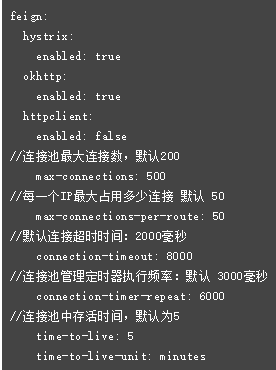 feign:
  hystrix:
    enabled: true
  okhttp:
    enabled: true
  httpclient:
    enabled: false
//连接池最大连接数，默认200
    max-connections: 500
//每一个IP最大占用多少连接 默认 50
    max-connections-per-route: 50
//默认连接超时时间：2000毫秒
    connection-timeout: 8000
//连接池管理定时器执行频率：默认 3000毫秒
    connection-timer-repeat: 6000
//连接池中存活时间，默认为5
    time-to-live: 5
    time-to-live-unit: minutes